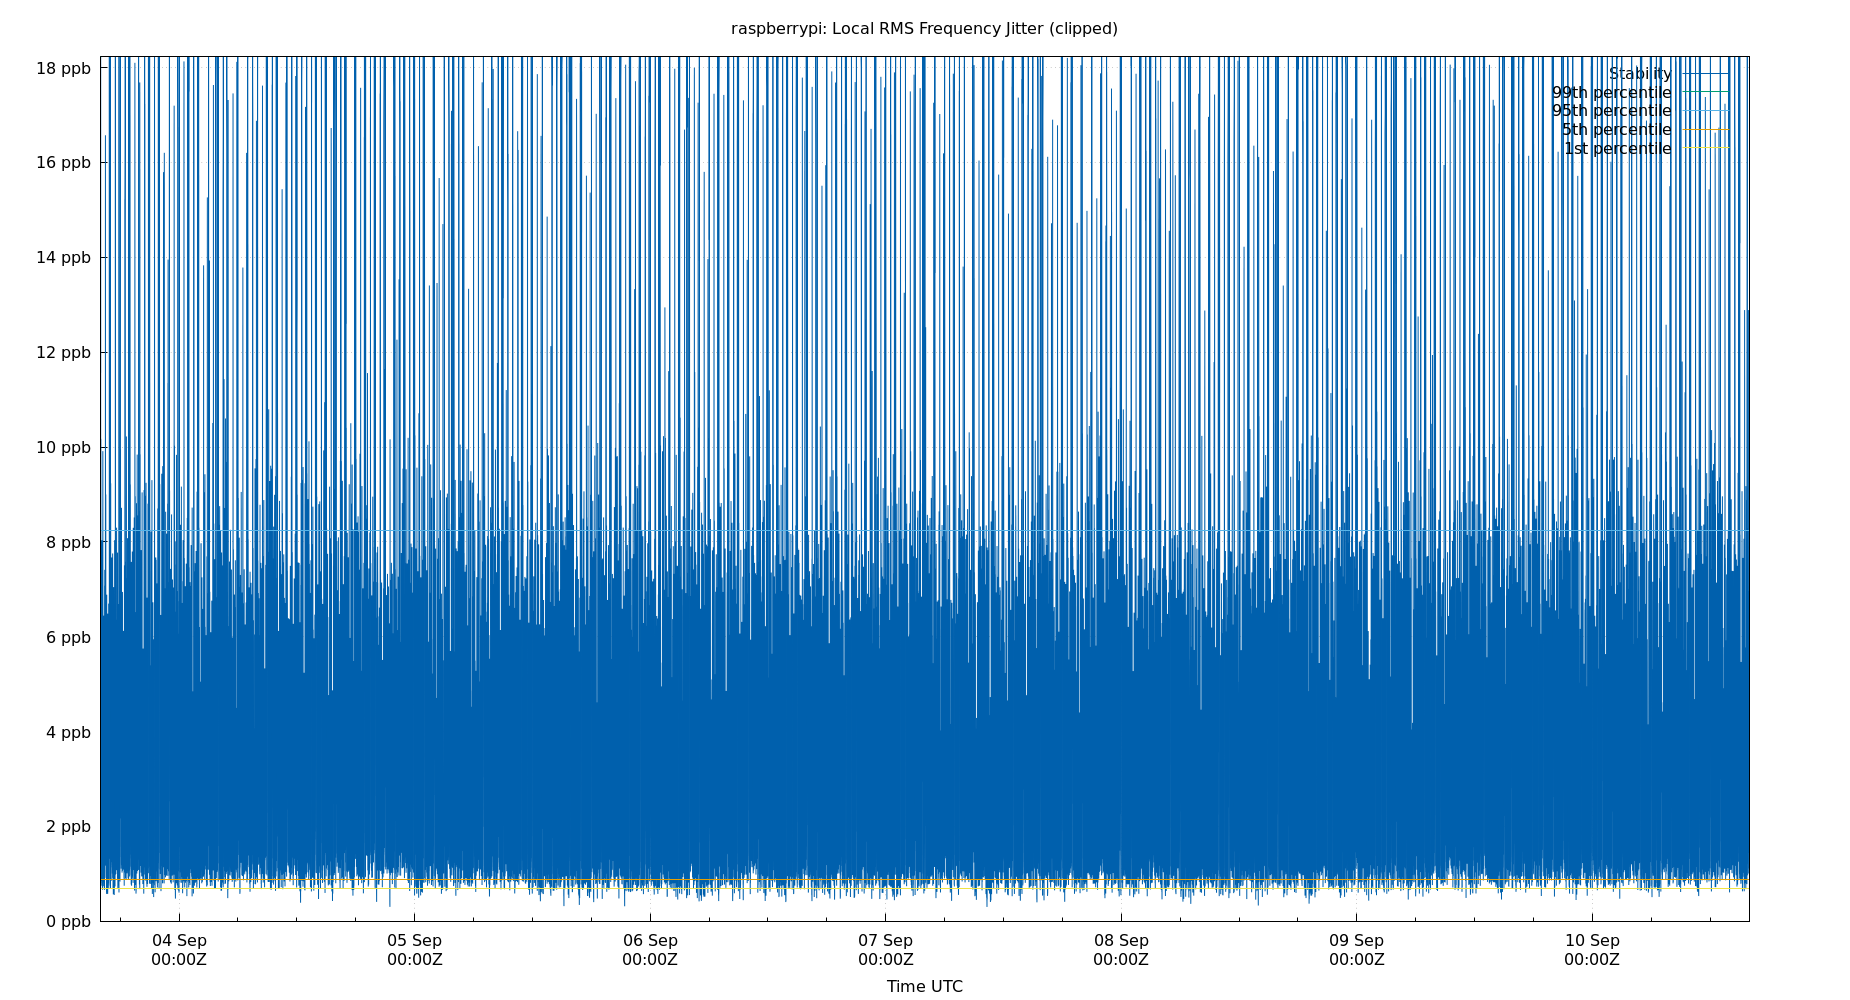 raspberrypi: Local RMS Frequency Jitter (clipped)
18 ppb
16 ppb
14 ppb
12 ppb
10 ppb
8 ppb
6 ppb
4 ppb
2 ppb
0 ppb
Stability
99th percentile
95th percentile
5th percentile
1st percentile
04 Sep
00:00Z
05 Sep
00:00Z
06 Sep
00:00Z
07 Sep
00:00Z
08 Sep
00:00Z
09 Sep
00:00Z
10 Sep
00:00Z
Time UTC